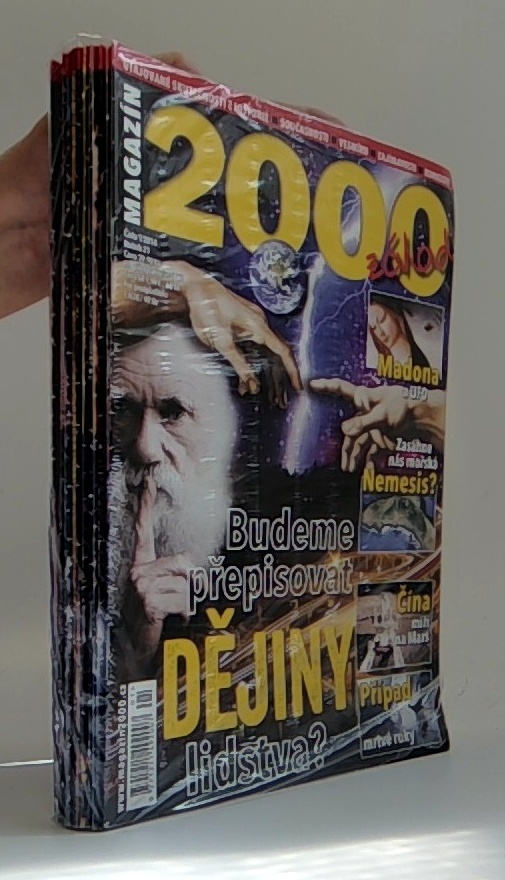 MAGAZÍN
2000
záhad
Madona
a UFO
Zasáhne
nás mořská
Nemesis?
Budeme
přepisovat
DĚJINY
lidstva?
Čína
míří
na Mars
Případ
mrtvé ruky
www.magazin2000.cz